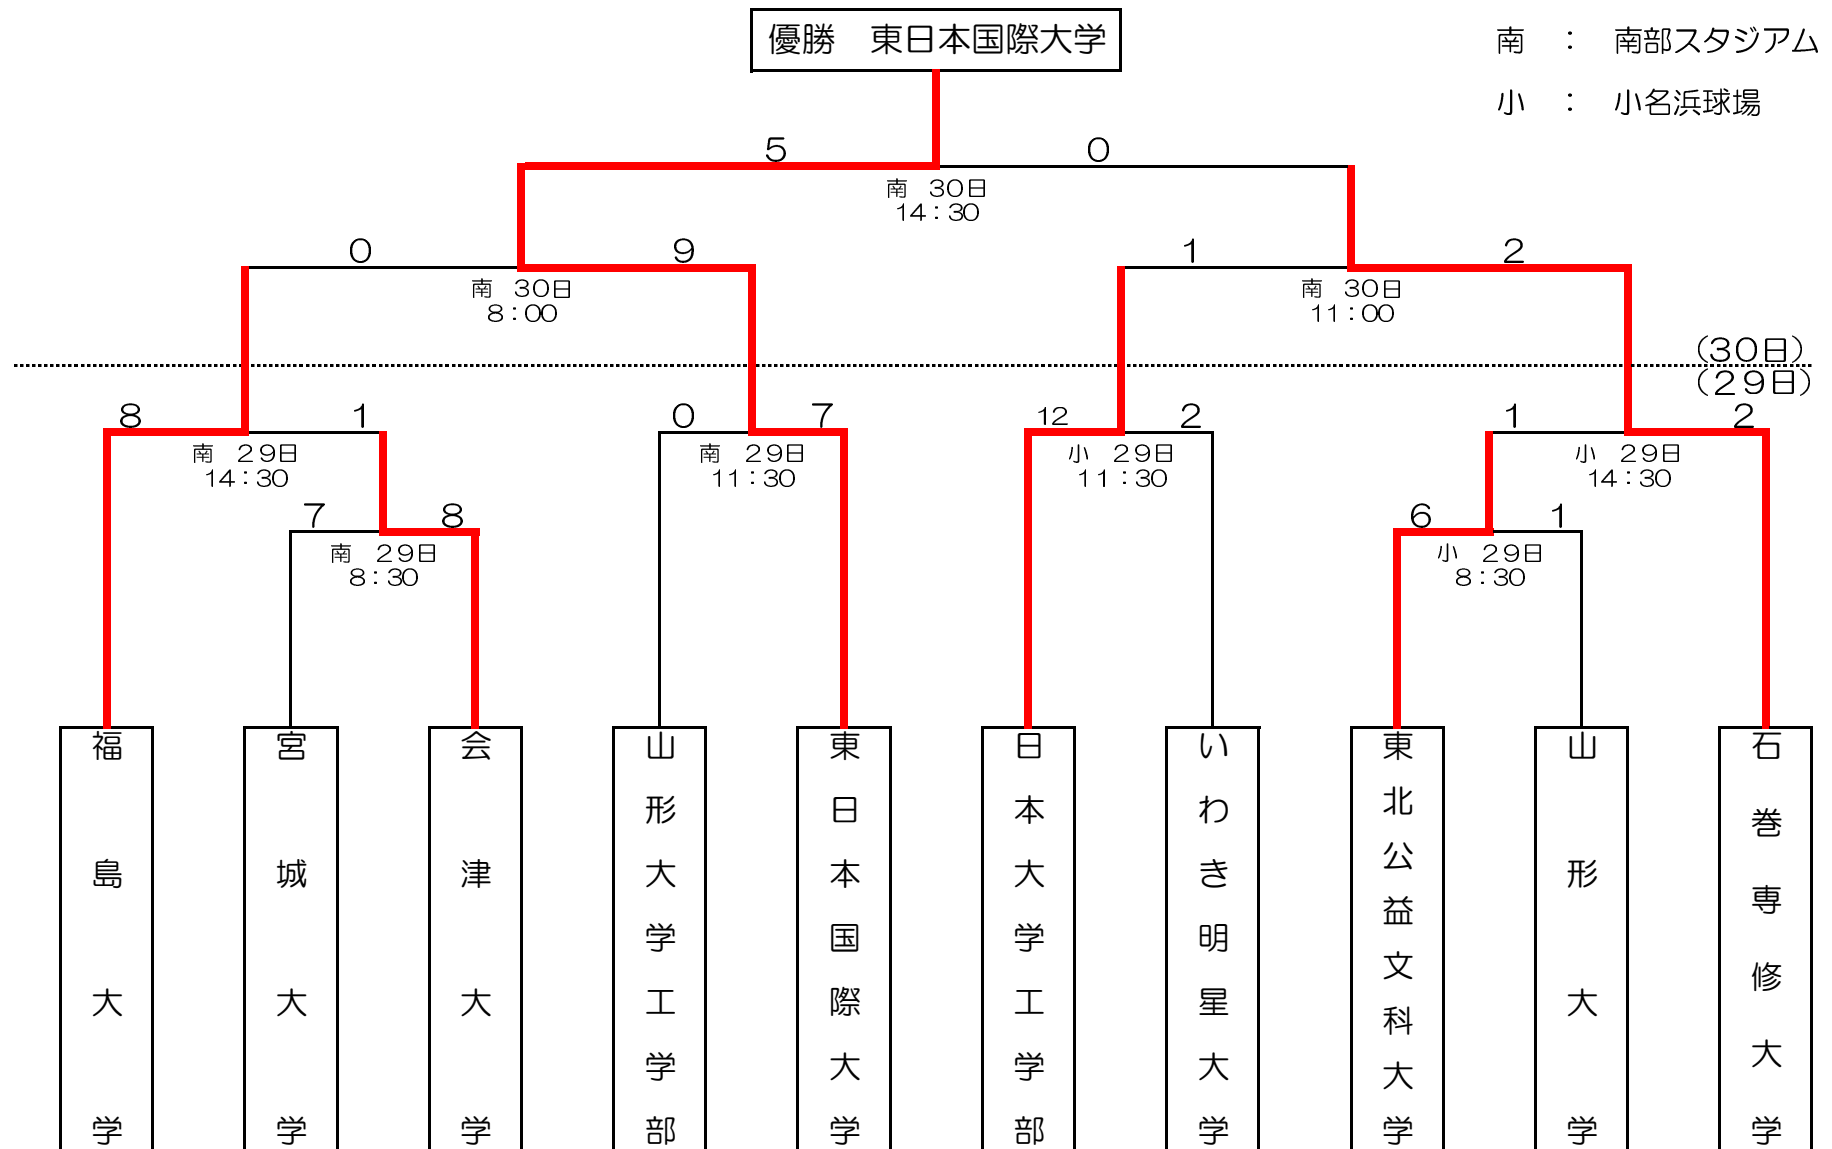 優勝　東日本国際大学
南　：　南部スタジアム
小　：　小名浜球場
5
0
南　30日
14：30
0
9
南　30日
8：00
1
2
南　30日
11：00
(30日)
(29日)
8
1
南　29日
14：30
0
7
南　29日
11：30
12
2
小　29日
11：30
1
2
小　29日
14：30
7
8
南　29日
8：30
6
1
小　29日
8：30
福島大学
宮城大学
会津大学
山形大学工学部
東日本国際大学
日本大学工学部
いわき明星大学
東北公益文科大学
山形大学
石巻専修大学